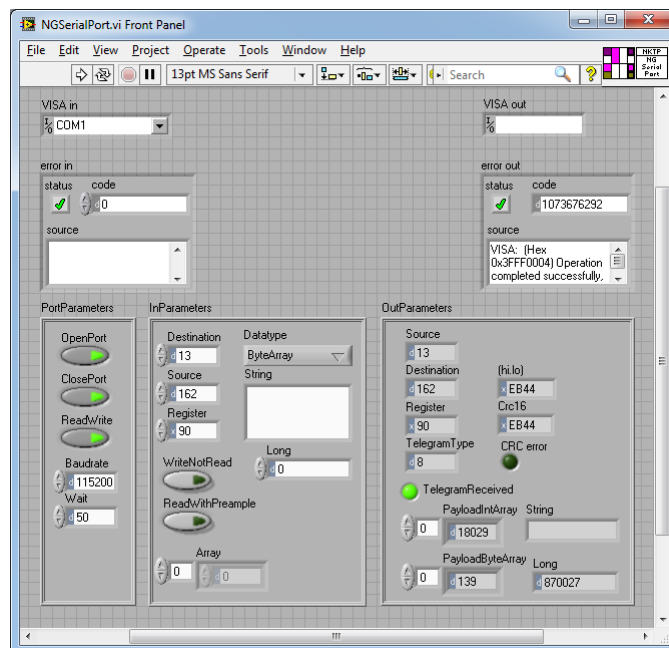 NGSerialPort.vi Front Panel
File Edit View Project Operate Tools Window Help
13pt MS Sans Serif
Search
NKTP
NG
Serial
Port
VISA in
COM1
VISA out
error in
status code
0
source
error out
status code
1073676292
source
VISA: (Hex
0x3FFF0004) Operation
completed successfully,
PortParameters
OpenPort
ClosePort
ReadWrite
Baudrate
115200
Wait
50
InParameters
Destination
d 13
Source
d 162
Register
x 90
WriteNotRead
ReadWithPreample
Array
0
d 0
Datatype
ByteArray
String
Long
d 0
OutParameters
Source
d 13
Destination
d 162
Register
x 90
TelegramType
d 8
(hi.lo)
x EB44
Crc16
x EB44
CRC error
TelegramReceived
PayloadIntArray String
0 d 18029
PayloadByteArray Long
0 d 139 d 870027